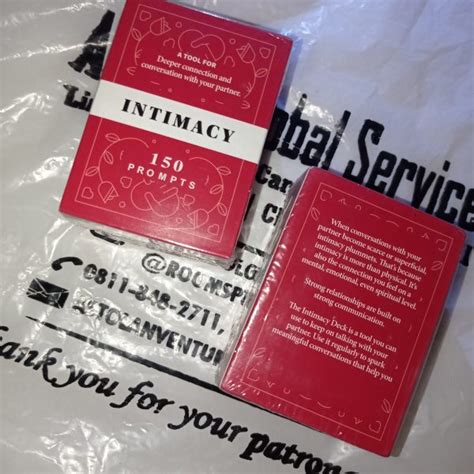 A TOOL FOR
Deeper connection and
conversation with your partner.
INTIMACY
150
PROMPTS
When conversations with your
partner become scarce or superficial,
intimacy plummets. That's because
intimacy is more than physical. It's
also the connection you feel on a
mental, emotional, even spiritual level.
Strong relationships are built on
strong communication.
The Intimacy Deck is a tool you can
use to keep on talking with your
partner. Use it regularly to spark
meaningful conversations that help you
Global Service
@ROOMSP
0811-848-2711,
@TOLANVENTU
Thank you for your patron